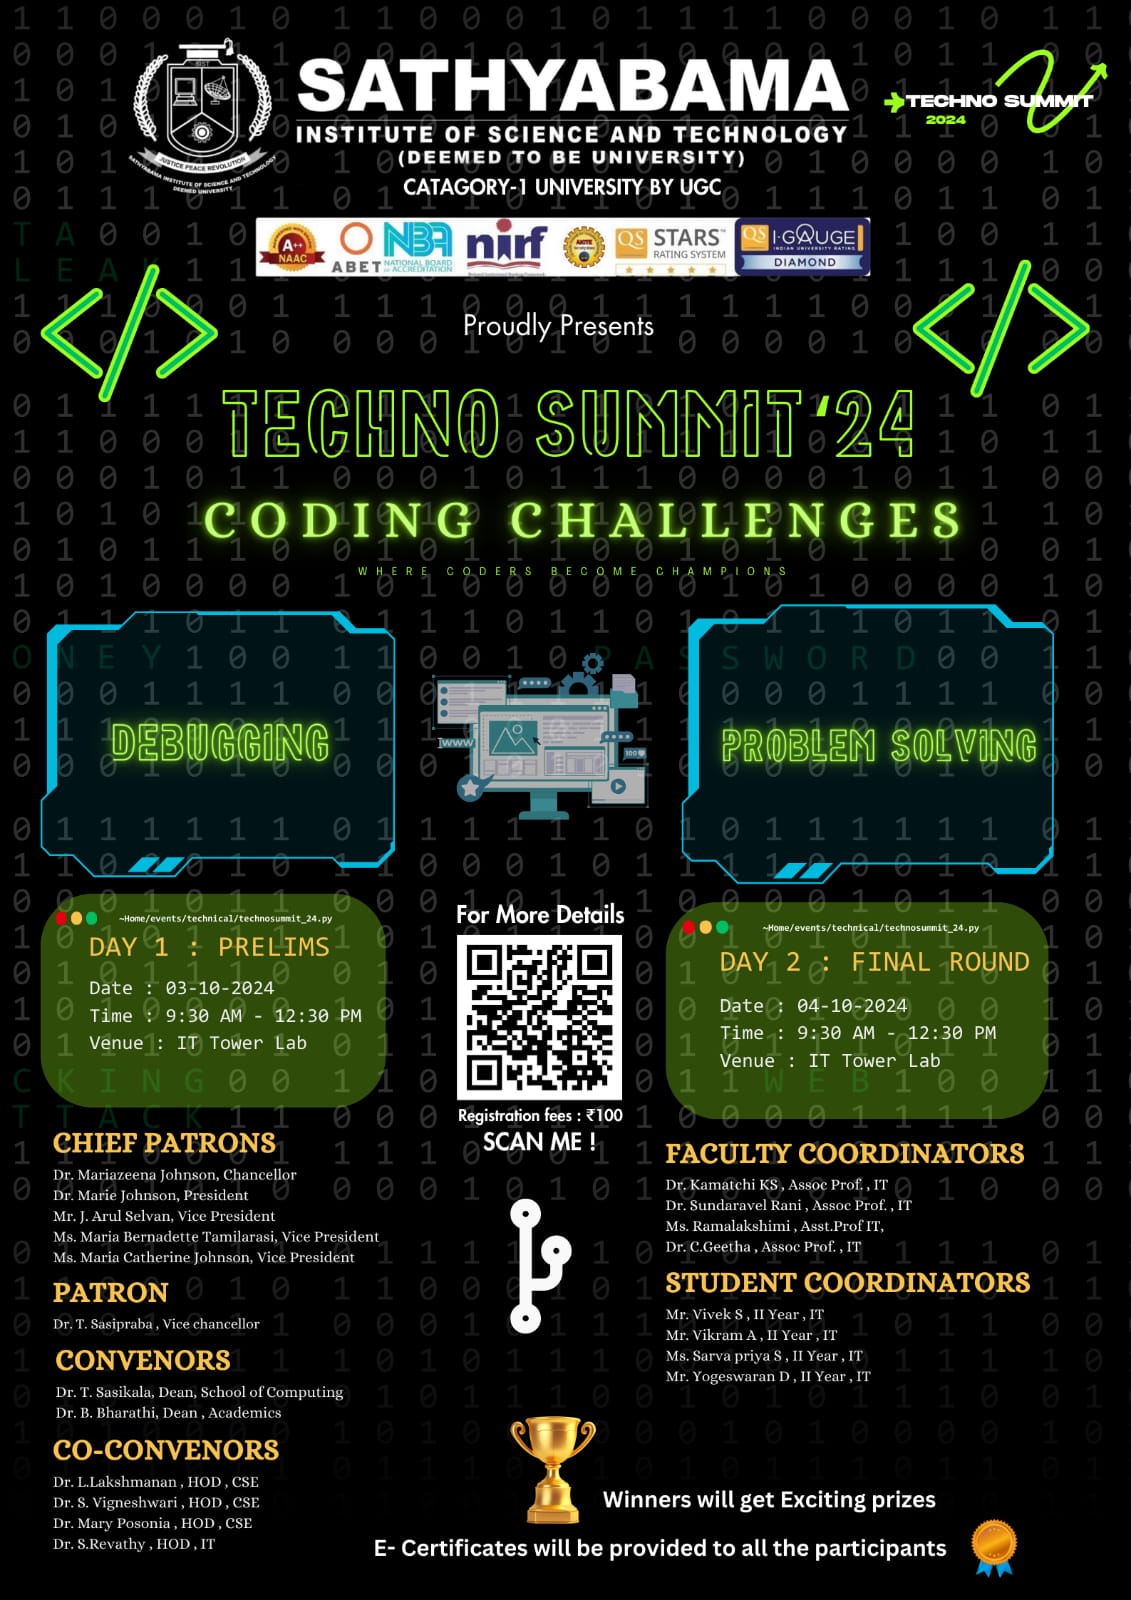 SATHYABAMA
INSTITUTE OF SCIENCE AND TECHNOLOGY
(DEEMED TO BE UNIVERSITY)
CATAGORY-1 UNIVERSITY BY UGC
JUSTICE PEACE REVOLUTION
SATHYABAMA INSTITUTE OF SCIENCE AND TECHNOLOGY
DEEMED UNIVERSITY
TECHNO SUMMIT
2024
A++
NAAC
ABET
NBA
NATIONAL BOARD
OF ACCREDITATION
nirf
QS STARS™
RATING SYSTEM
QS I·GAUGE
INDIAN UNIVERSITY RATING
DIAMOND
Proudly Presents
</>
</>
TECHNO SUMMIT '24
CODING CHALLENGES
WHERE CODERS BECOME CHAMPIONS
DEBUGGING
WWW
100
PROBLEM SOLVING
~Home/events/technical/technosummit_24.py
DAY 1 : PRELIMS
Date : 03-10-2024
Time : 9:30 AM - 12:30 PM
Venue : IT Tower Lab
For More Details
Registration fees : ₹100
SCAN ME !
~Home/events/technical/technosummit_24.py
DAY 2 : FINAL ROUND
Date : 04-10-2024
Time : 9:30 AM - 12:30 PM
Venue : IT Tower Lab
CHIEF PATRONS
Dr. Mariazeena Johnson, Chancellor
Dr. Marie Johnson, President
Mr. J. Arul Selvan, Vice President
Ms. Maria Bernadette Tamilarasi, Vice President
Ms. Maria Catherine Johnson, Vice President
PATRON
Dr. T. Sasipraba , Vice chancellor
CONVENORS
Dr. T. Sasikala, Dean, School of Computing
Dr. B. Bharathi, Dean , Academics
CO-CONVENORS
Dr. L.Lakshmanan , HOD , CSE
Dr. S. Vigneshwari , HOD , CSE
Dr. Mary Posonia , HOD , CSE
Dr. S.Revathy , HOD , IT
FACULTY COORDINATORS
Dr. Kamatchi KS , Assoc Prof. , IT
Dr. Sundaravel Rani , Assoc Prof. , IT
Ms. Ramalakshimi , Asst.Prof IT,
Dr. C.Geetha , Assoc Prof. , IT
STUDENT COORDINATORS
Mr. Vivek S , II Year , IT
Mr. Vikram A , II Year , IT
Ms. Sarva priya S , II Year , IT
Mr. Yogeswaran D , II Year , IT
Winners will get Exciting prizes
E- Certificates will be provided to all the participants